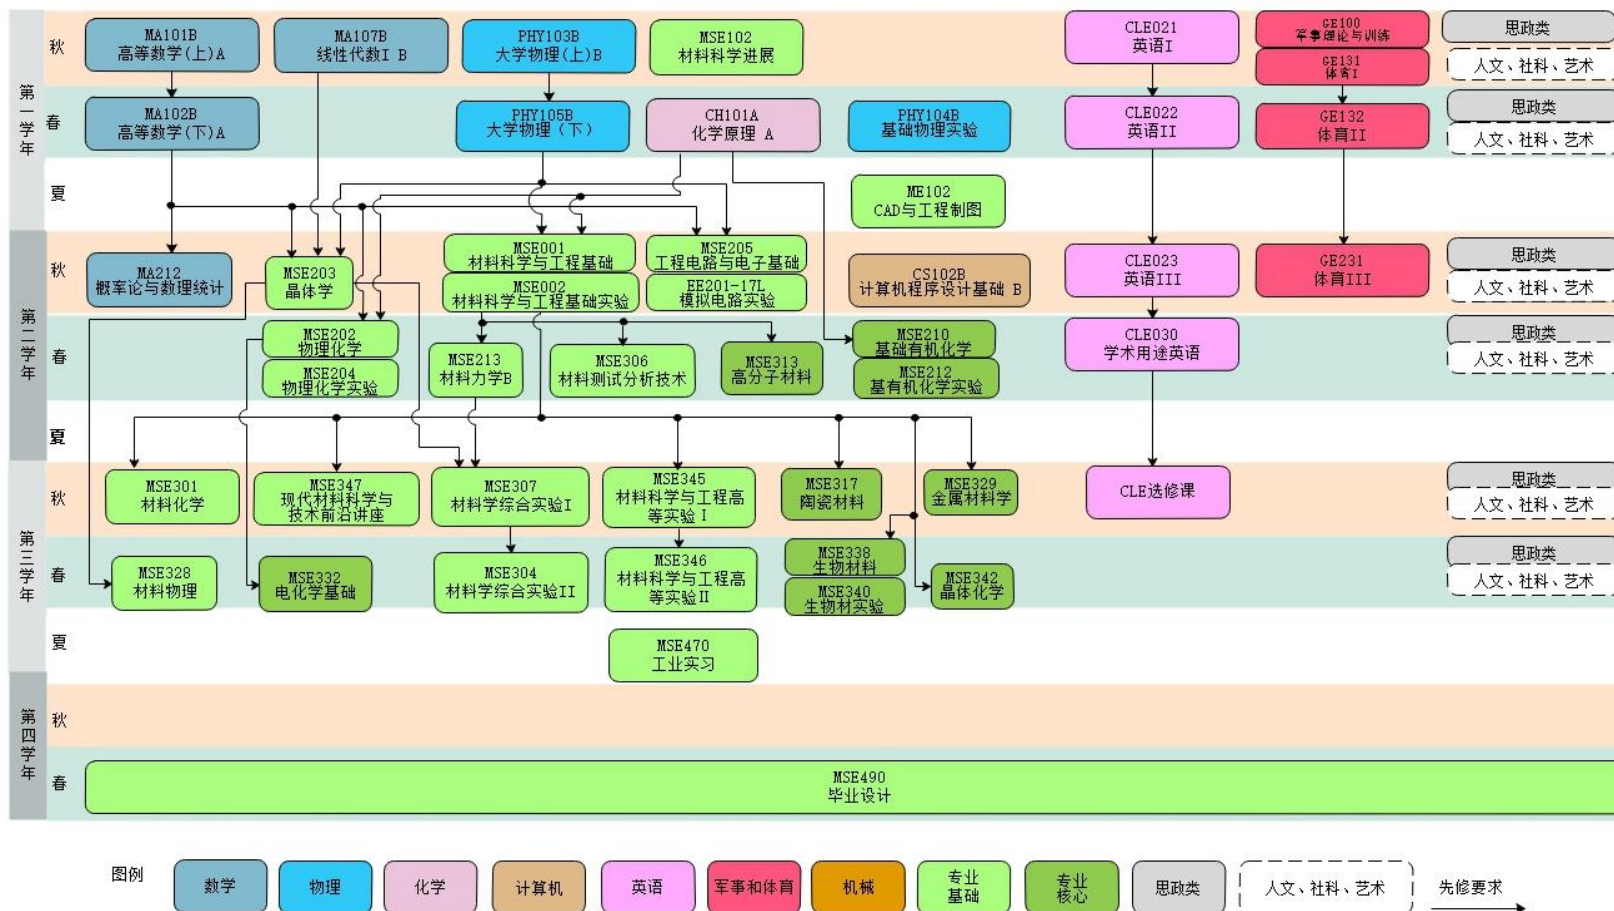 第一学年
秋
MA101B
高等数学(上)A
MA107B
线性代数I B
PHY103B
大学物理(上)B
MSE102
材料科学进展
CLE021
英语I
GE100
军事理论与训练
GE131
体育I
思政类
人文、社科、艺术
春
MA102B
高等数学(下)A
PHY105B
大学物理（下）
CH101A
化学原理 A
PHY104B
基础物理实验
CLE022
英语II
GE132
体育II
思政类
人文、社科、艺术
夏
ME102
CAD与工程制图
第二学年
秋
MA212
概率论与数理统计
MSE203
晶体学
MSE001
材料科学与工程基础
MSE002
材料科学与工程基础实验
MSE205
工程电路与电子基础
EE201-17L
模拟电路实验
CS102B
计算机程序设计基础 B
CLE023
英语III
GE231
体育III
思政类
人文、社科、艺术
春
MSE202
物理化学
MSE204
物理化学实验
MSE213
材料力学B
MSE306
材料测试分析技术
MSE313
高分子材料
MSE210
基础有机化学
MSE212
基有机化学实验
CLE030
学术用途英语
思政类
人文、社科、艺术
夏
第三学年
秋
MSE301
材料化学
MSE347
现代材料科学与
技术前沿讲座
MSE307
材料学综合实验I
MSE345
材料科学与工程高
等实验 I
MSE317
陶瓷材料
MSE329
金属材料学
CLE选修课
思政类
人文、社科、艺术
春
MSE328
材料物理
MSE332
电化学基础
MSE304
材料学综合实验II
MSE346
材料科学与工程高
等实验II
MSE338
生物材料
MSE340
生物材实验
MSE342
晶体化学
思政类
人文、社科、艺术
夏
MSE470
工业实习
第四学年
秋
春
MSE490
毕业设计
图例
数学
物理
化学
计算机
英语
军事和体育
机械
专业
基础
专业
核心
思政类
人文、社科、艺术
先修要求